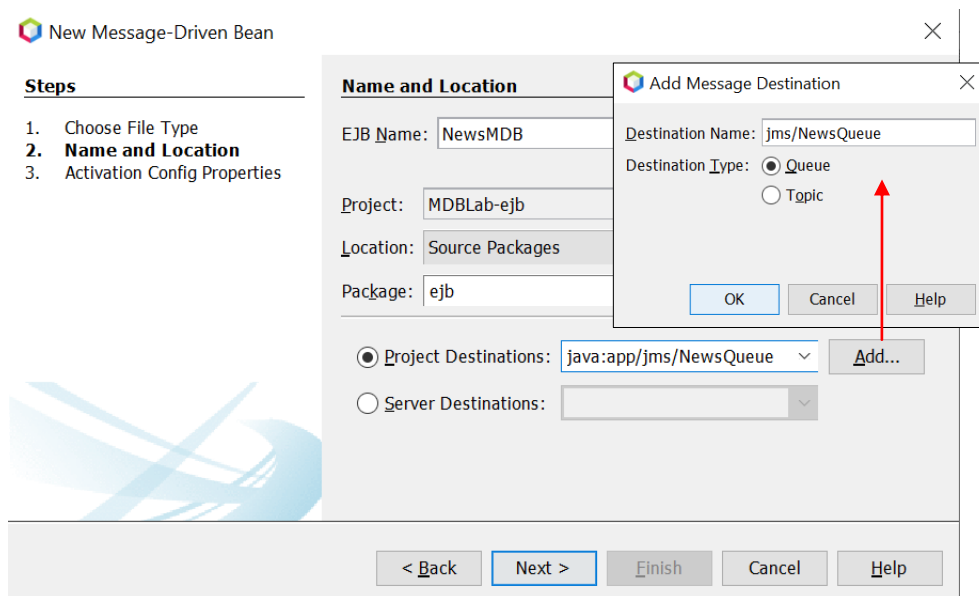 New Message-Driven Bean
Steps
1. Choose File Type
2. Name and Location
3. Activation Config Properties
Name and Location
EJB Name: NewsMDB
Project: MDBLab-ejb
Location: Source Packages
Package: ejb
Project Destinations: java:app/jms/NewsQueue Add...
Server Destinations:
Add Message Destination
Destination Name: jms/NewsQueue
Destination Type: Queue
Topic
OK Cancel Help
< Back Next > Finish Cancel Help